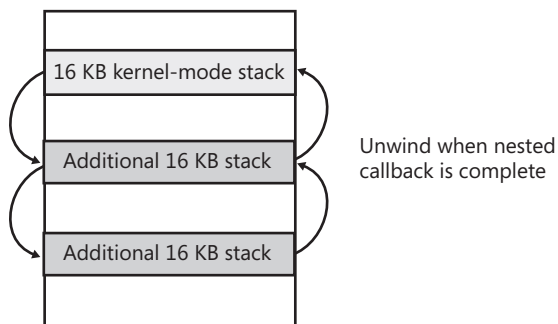 16 KB kernel-mode stack
Additional 16 KB stack
Unwind when nested
callback is complete
Additional 16 KB stack